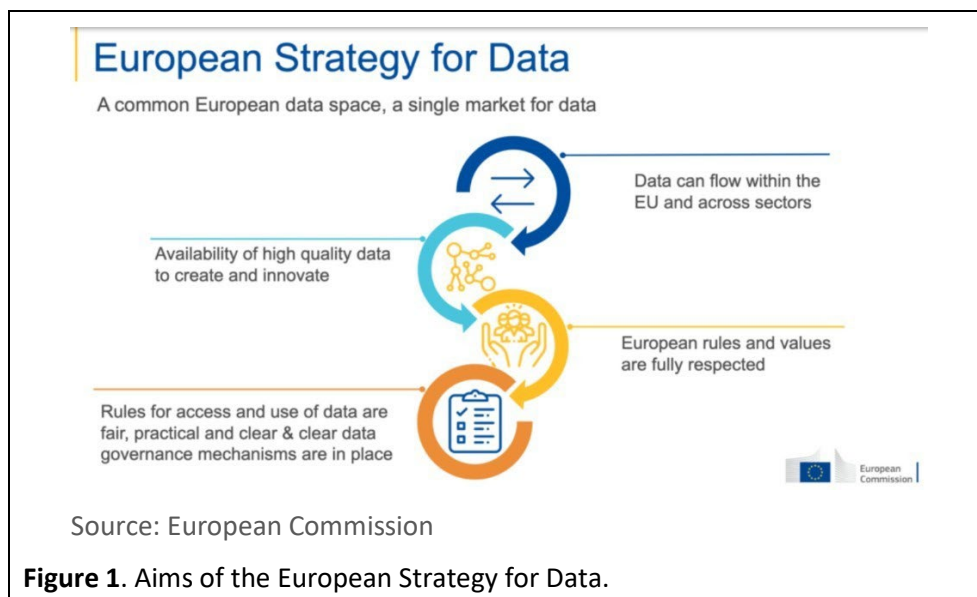 European Strategy for Data
A common European data space, a single market for data
Data can flow within the
EU and across sectors
Availability of high quality data
to create and innovate
European rules and values
are fully respected
Rules for access and use of data are
fair, practical and clear & clear data
governance mechanisms are in place
European
Commission
Source: European Commission
Figure 1. Aims of the European Strategy for Data.